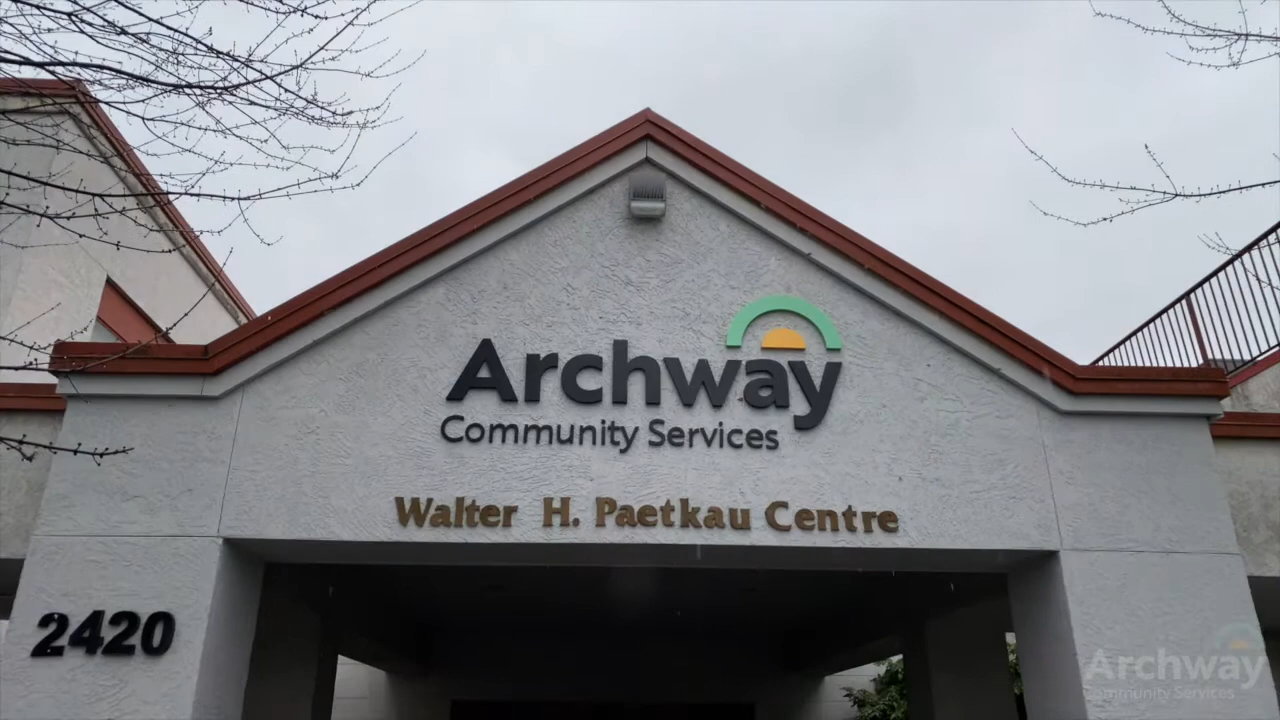 Archway
Community Services
Walter H. Paetkau Centre
2420
Archway
Community Services